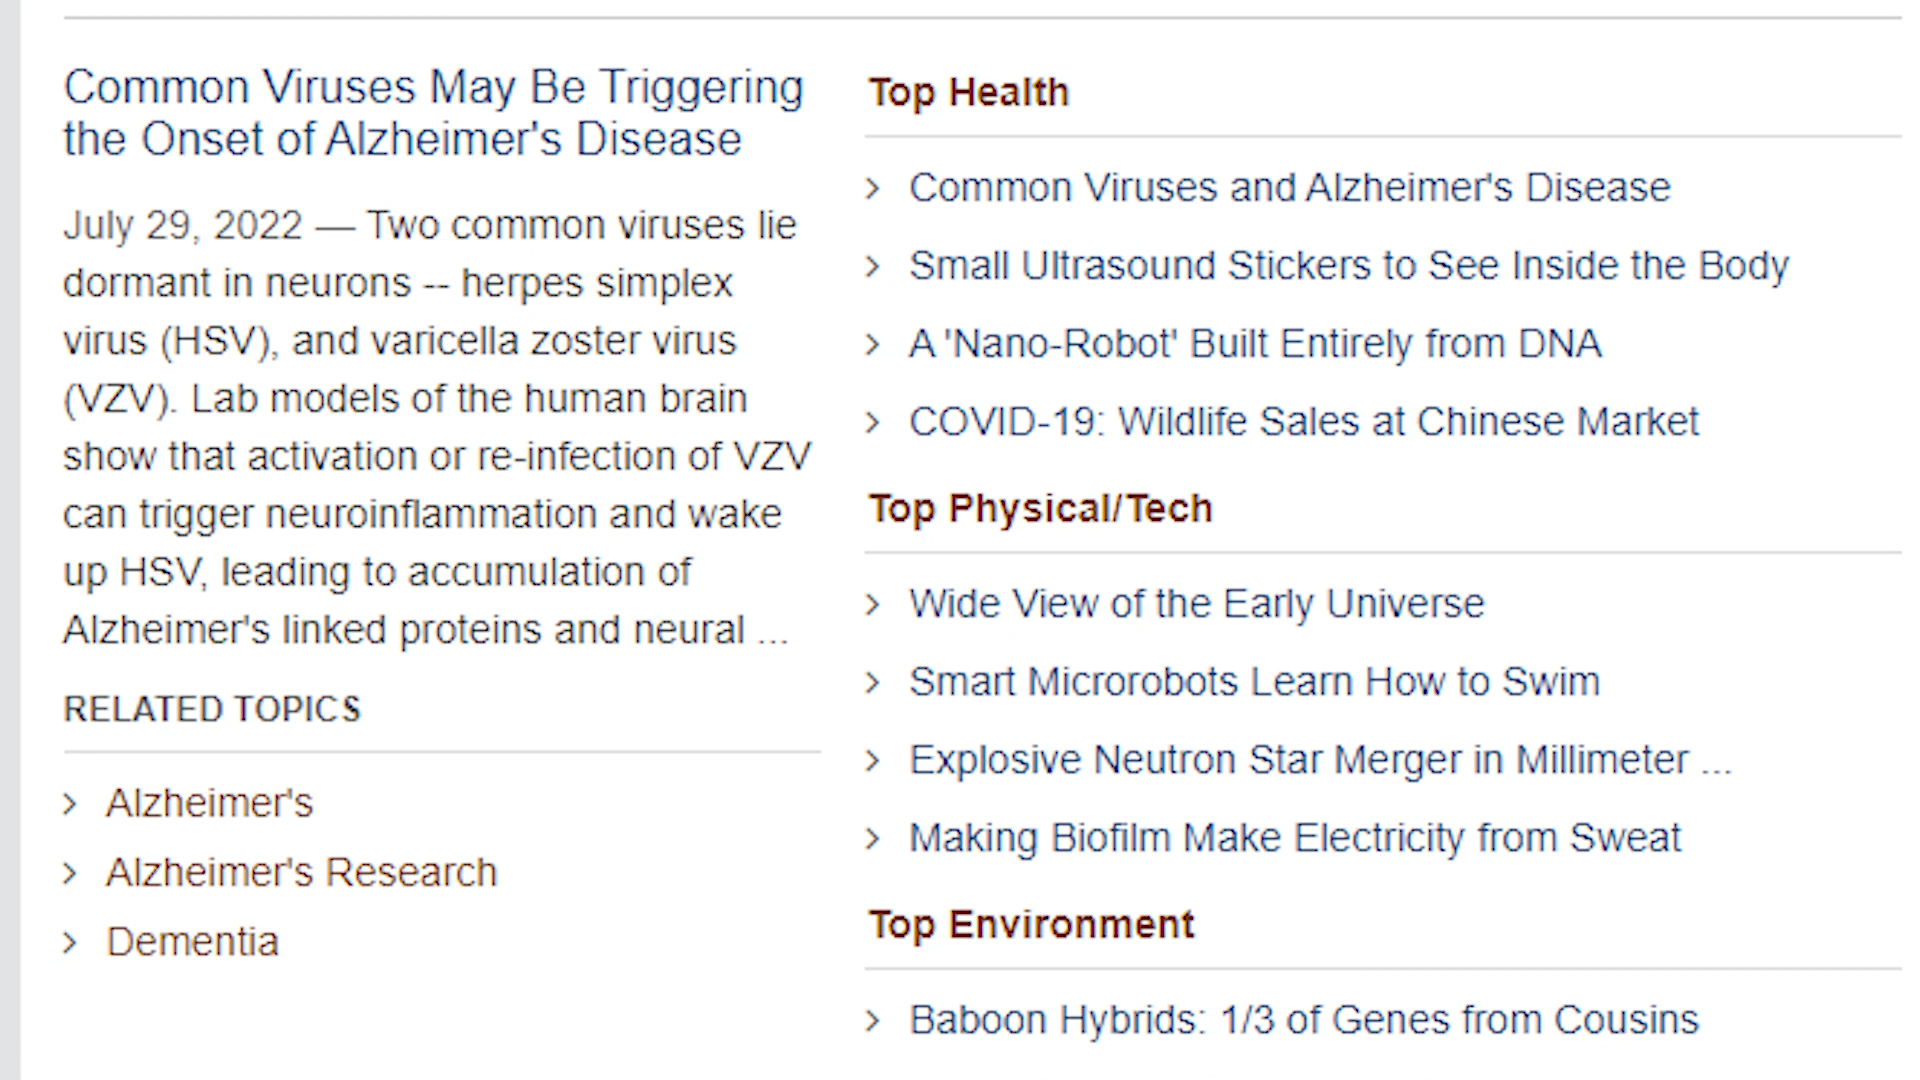 Common Viruses May Be Triggering
the Onset of Alzheimer's Disease
July 29, 2022 — Two common viruses lie
dormant in neurons -- herpes simplex
virus (HSV), and varicella zoster virus
(VZV). Lab models of the human brain
show that activation or re-infection of VZV
can trigger neuroinflammation and wake
up HSV, leading to accumulation of
Alzheimer's linked proteins and neural ...
RELATED TOPICS
> Alzheimer's
> Alzheimer's Research
> Dementia
Top Health
> Common Viruses and Alzheimer's Disease
> Small Ultrasound Stickers to See Inside the Body
> A 'Nano-Robot' Built Entirely from DNA
> COVID-19: Wildlife Sales at Chinese Market
Top Physical/Tech
> Wide View of the Early Universe
> Smart Microrobots Learn How to Swim
> Explosive Neutron Star Merger in Millimeter ...
> Making Biofilm Make Electricity from Sweat
Top Environment
> Baboon Hybrids: 1/3 of Genes from Cousins